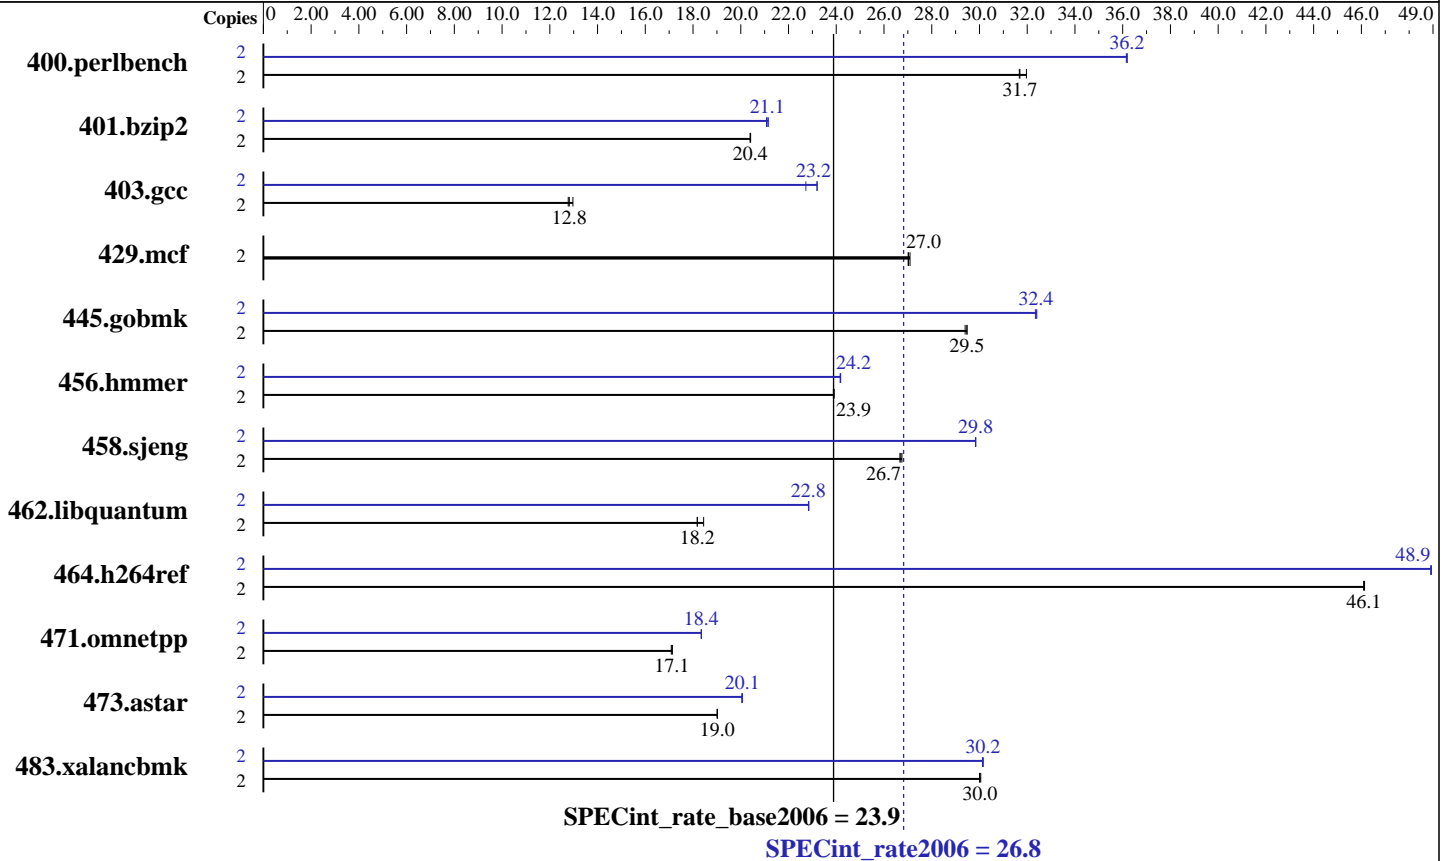 Copies 0 2.00 4.00 6.00 8.00 10.0 12.0 14.0 16.0 18.0 20.0 22.0 24.0 26.0 28.0 30.0 32.0 34.0 36.0 38.0 40.0 42.0 44.0 46.0 49.0
400.perlbench 2 36.2
2 31.7
401.bzip2 2 21.1
2 20.4
403.gcc 2 23.2
2 12.8
429.mcf 2 27.0
445.gobmk 2 32.4
2 29.5
456.hmmer 2 24.2
2 23.9
458.sjeng 2 29.8
2 26.7
462.libquantum 2 22.8
2 18.2
464.h264ref 2 48.9
2 46.1
471.omnetpp 2 18.4
2 17.1
473.astar 2 20.1
2 19.0
483.xalancbmk 2 30.2
2 30.0
SPECint_rate_base2006 = 23.9
SPECint_rate2006 = 26.8